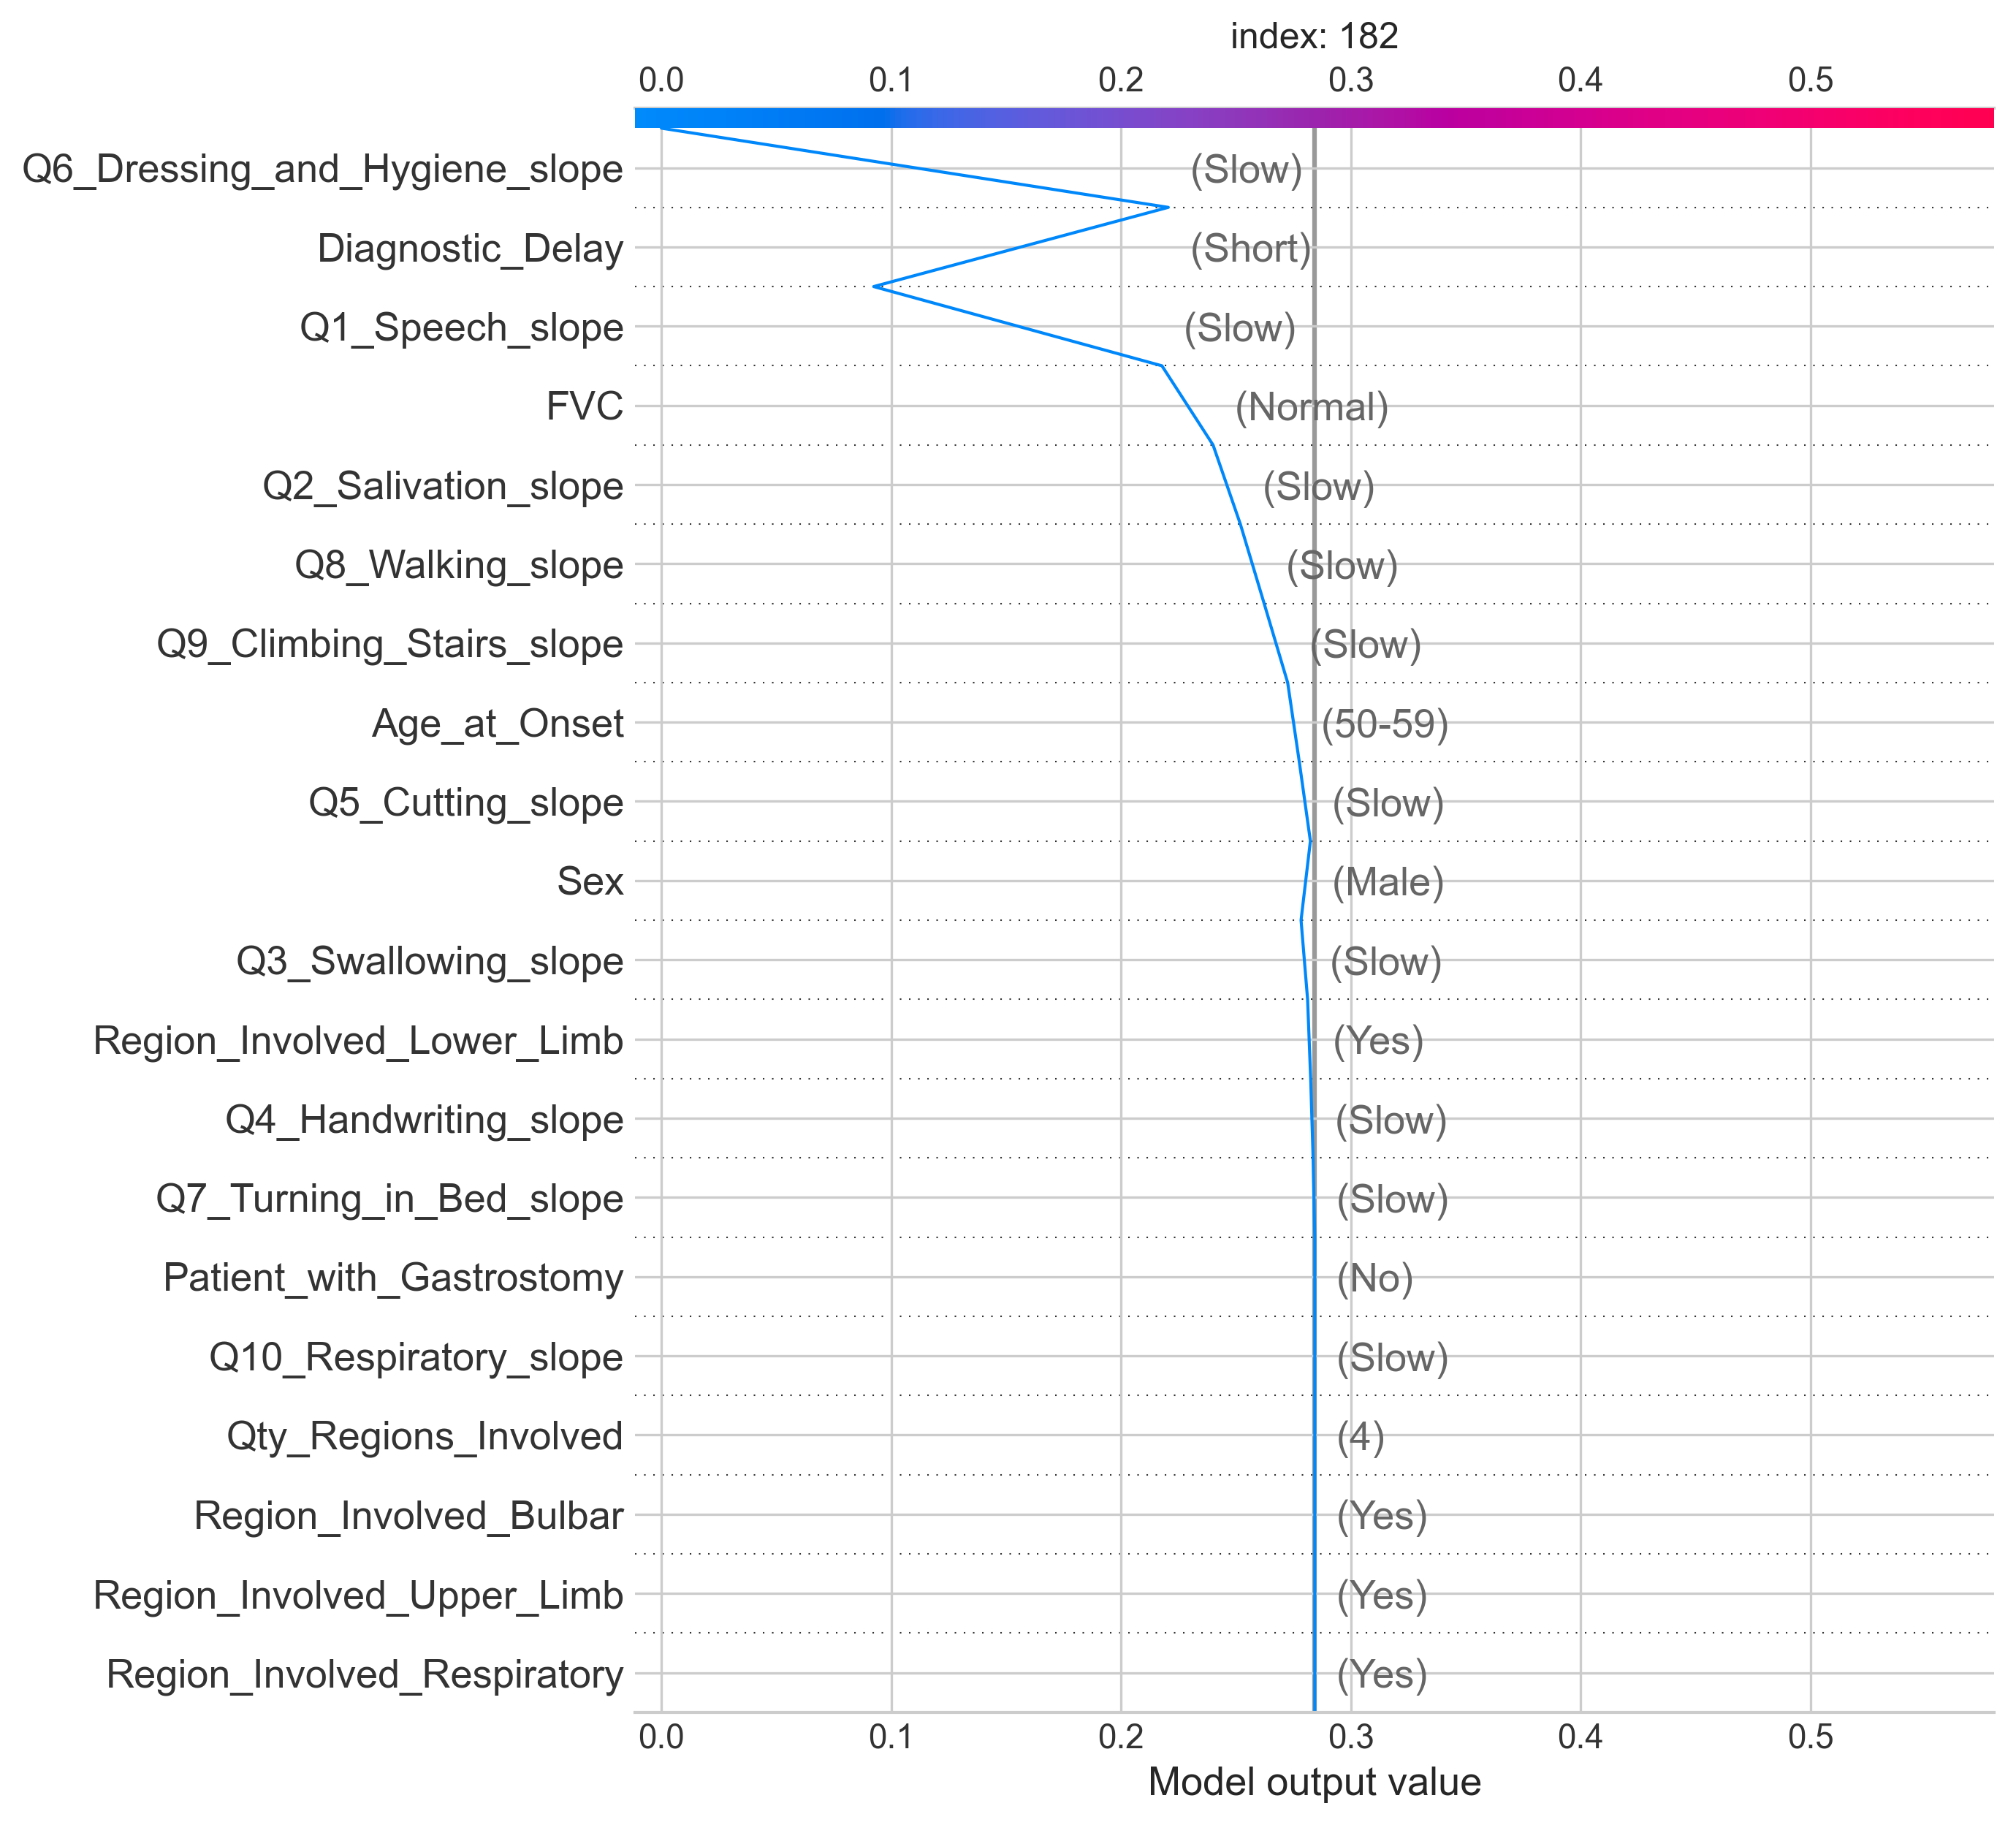 index: 182
0.0 0.1 0.2 0.3 0.4 0.5
Q6_Dressing_and_Hygiene_slope (Slow)
Diagnostic_Delay (Short)
Q1_Speech_slope (Slow)
FVC (Normal)
Q2_Salivation_slope (Slow)
Q8_Walking_slope (Slow)
Q9_Climbing_Stairs_slope (Slow)
Age_at_Onset (50-59)
Q5_Cutting_slope (Slow)
Sex (Male)
Q3_Swallowing_slope (Slow)
Region_Involved_Lower_Limb (Yes)
Q4_Handwriting_slope (Slow)
Q7_Turning_in_Bed_slope (Slow)
Patient_with_Gastrostomy (No)
Q10_Respiratory_slope (Slow)
Qty_Regions_Involved (4)
Region_Involved_Bulbar (Yes)
Region_Involved_Upper_Limb (Yes)
Region_Involved_Respiratory (Yes)
0.0 0.1 0.2 0.3 0.4 0.5
Model output value